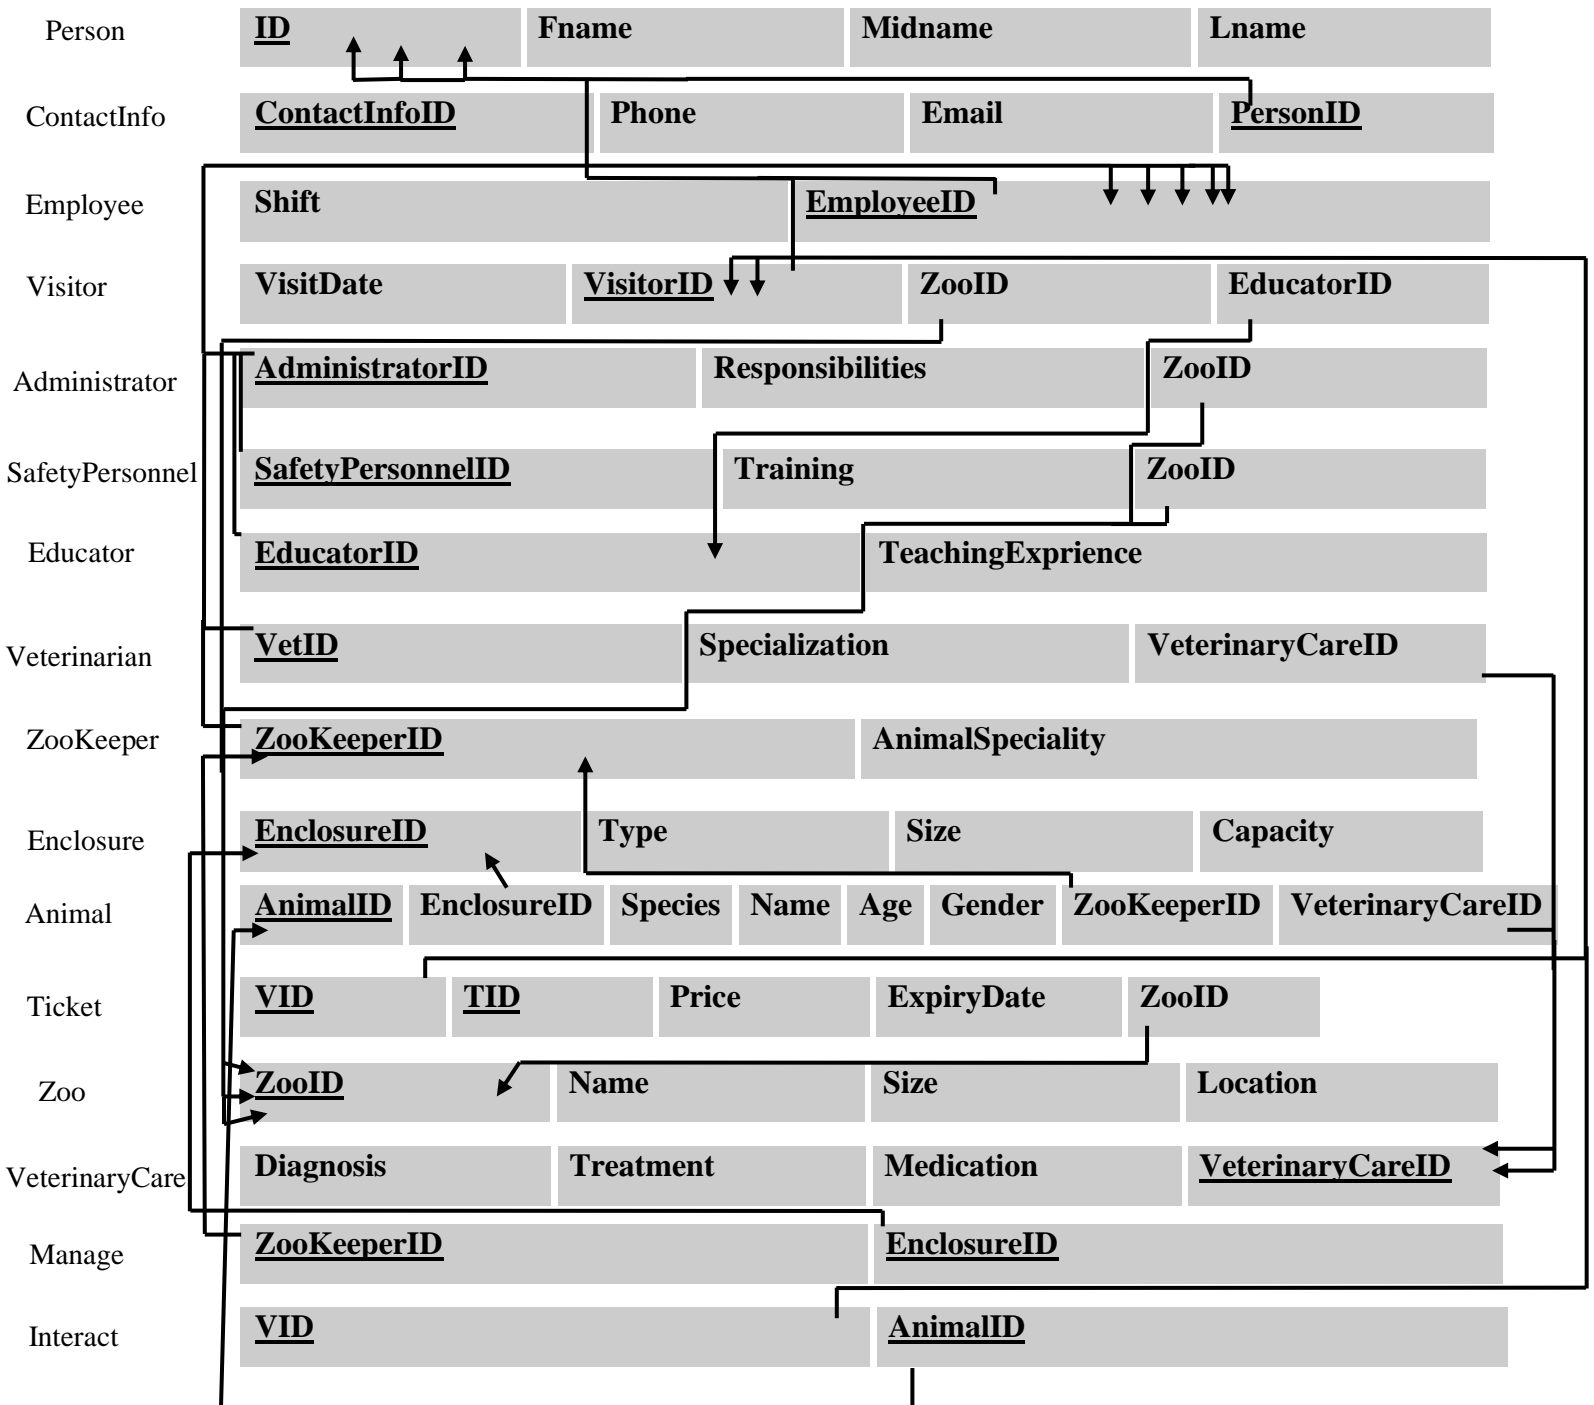 Person ID Fname Midname Lname
ContactInfo ContactInfoID Phone Email PersonID
Employee Shift EmployeeID
Visitor VisitDate VisitorID ZooID EducatorID
Administrator AdministratorID Responsibilities ZooID
SafetyPersonnel SafetyPersonnelID Training ZooID
Educator EducatorID TeachingExprience
Veterinarian VetID Specialization VeterinaryCareID
ZooKeeper ZooKeeperID AnimalSpeciality
Enclosure EnclosureID Type Size Capacity
Animal AnimalID EnclosureID Species Name Age Gender ZooKeeperID VeterinaryCareID
Ticket VID TID Price ExpiryDate ZooID
Zoo ZooID Name Size Location
VeterinaryCare Diagnosis Treatment Medication VeterinaryCareID
Manage ZooKeeperID EnclosureID
Interact VID AnimalID